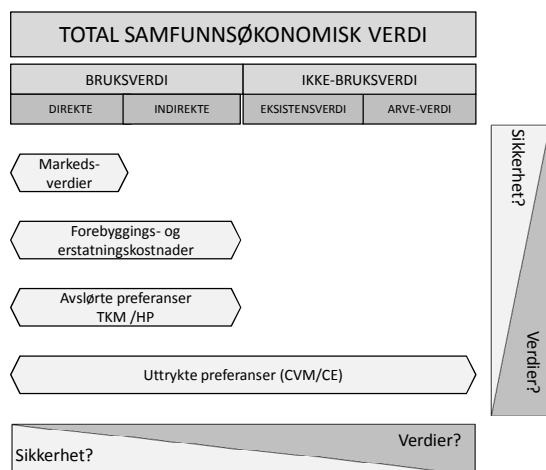 TOTAL SAMFUNNSØKONOMISK VERDI
BRUKSVERDI
IKKE-BRUKSVERDI
DIREKTE
INDIREKTE
EKSISTENSVERDI
ARVE-VERDI
Markeds-
verdier
Forebyggings- og
erstatningskostnader
Avslørte preferanser
TKM /HP
Uttrykte preferanser (CVM/CE)
Sikkerhet?
Verdier?
Sikkerhet?
Verdier?